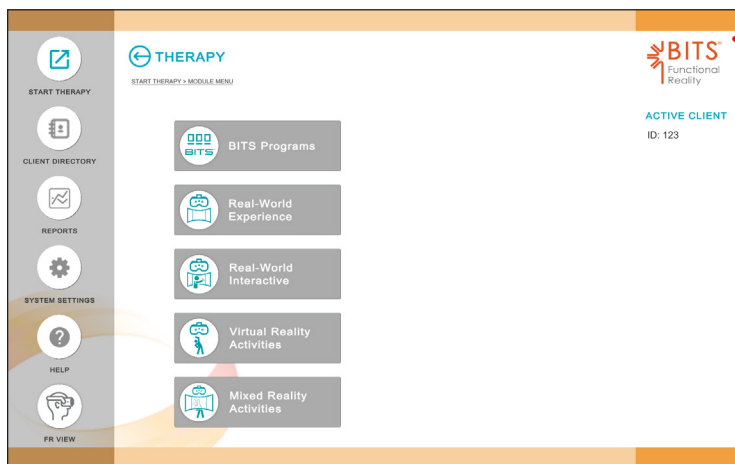 START THERAPY
CLIENT DIRECTORY
REPORTS
SYSTEM SETTINGS
HELP
FR VIEW
THERAPY
START THERAPY > MODULE MENU
BITS
BITS Programs
Real-World
Experience
Real-World
Interactive
Virtual Reality
Activities
Mixed Reality
Activities
BITS®
Functional
Reality
ACTIVE CLIENT
ID: 123